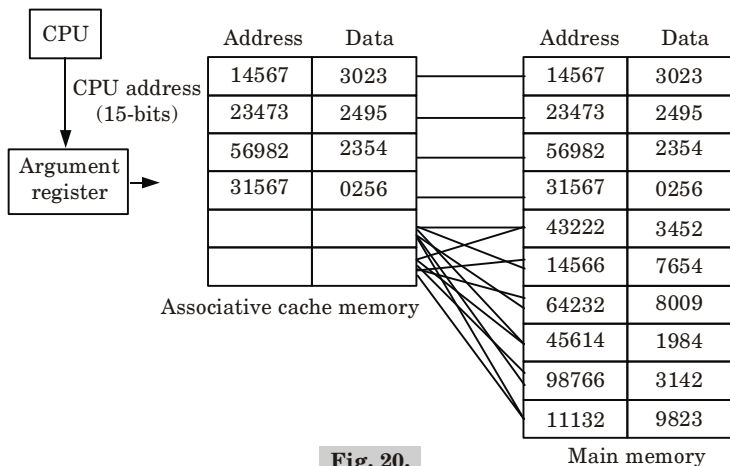 CPU
CPU address
(15-bits)
Argument
register
Address Data
14567 3023
23473 2495
56982 2354
31567 0256
Associative cache memory
Address Data
14567 3023
23473 2495
56982 2354
31567 0256
43222 3452
14566 7654
64232 8009
45614 1984
98766 3142
11132 9823
Main memory
Fig. 20.